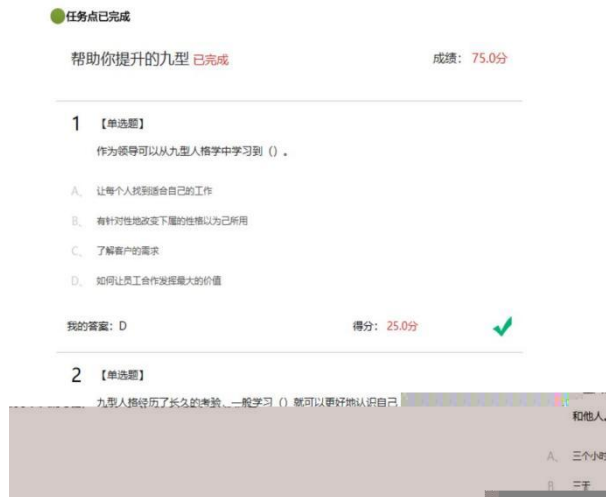 任务点已完成
帮助你提升的九型 已完成 成绩: 75.0分
1 【单选题】
作为领导可以从九型人格学中学习到()。
A、 让每个人找到适合自己的工作
B、 有针对性地改变下属的性格以为己所用
C、 了解客户的需求
D、 如何让员工合作发挥最大的价值
我的答案:D 得分: 25.0分
2 【单选题】
九型人格经历了长久的考验,一般学习()就可以更好地认识自己
和他人。
A、 三个小时
B、